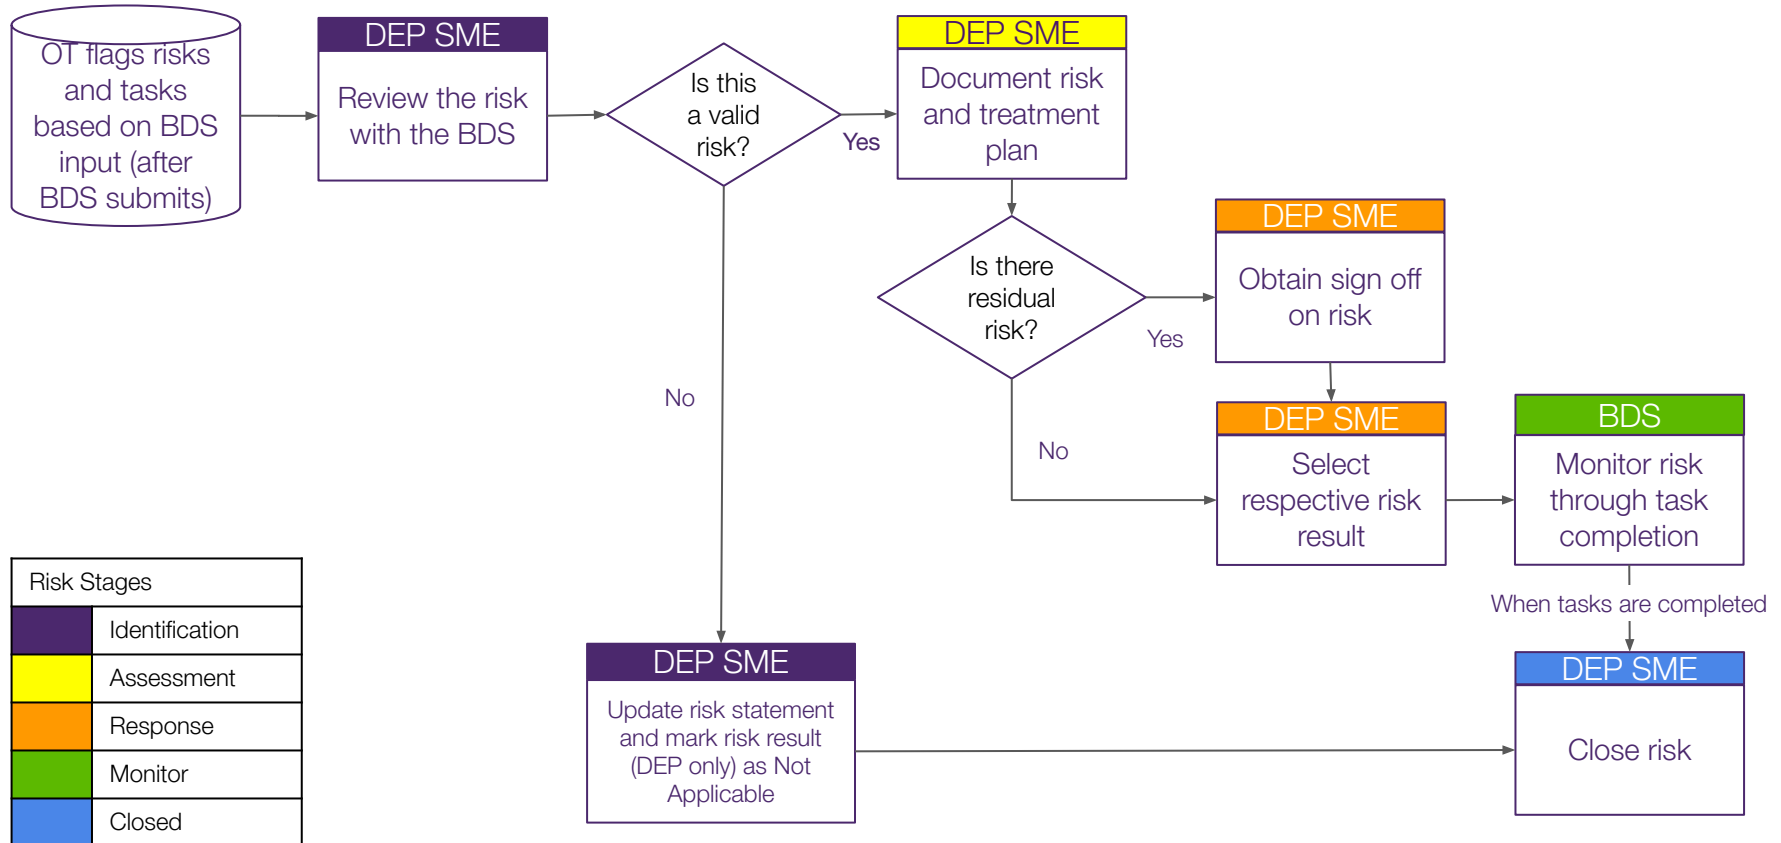 OT flags risks
and tasks
based on BDS
input (after
BDS submits)
DEP SME
Review the risk
with the BDS
Is this
a valid
risk?
Yes
DEP SME
Document risk
and treatment
plan
Is there
residual
risk?
Yes
DEP SME
Obtain sign off
on risk
No
No
DEP SME
Select
respective risk
result
BDS
Monitor risk
through task
completion
When tasks are completed
DEP SME
Update risk statement
and mark risk result
(DEP only) as Not
Applicable
DEP SME
Close risk
Risk Stages
Identification
Assessment
Response
Monitor
Closed